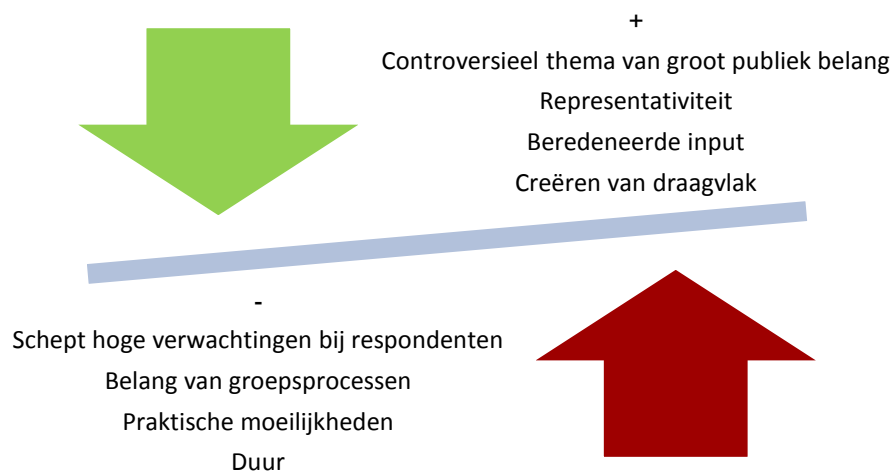 +
Controversieel thema van groot publiek belang
Representativiteit
Beredeneerde input
Creëren van draagvlak
-
Schept hoge verwachtingen bij respondenten
Belang van groepsprocessen
Praktische moeilijkheden
Duur